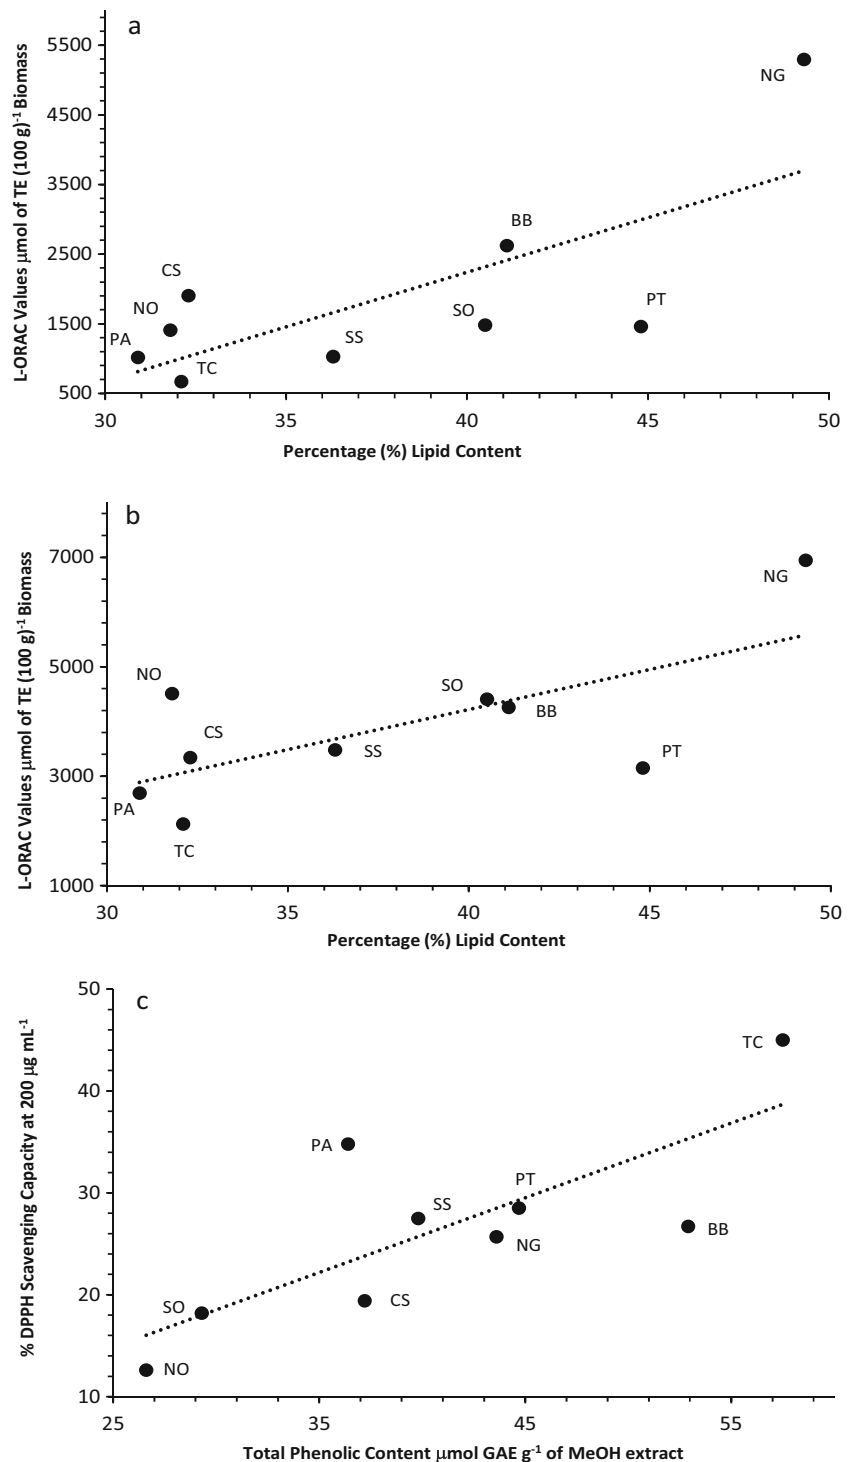 a
L-ORAC Values μmol of TE (100 g)⁻¹ Biomass
5500
4500
3500
2500
1500
500
NG
BB
CS
NO
PA
TC
SS
SO
PT
30
35
40
45
50
Percentage (%) Lipid Content
b
L-ORAC Values μmol of TE (100 g)⁻¹ Biomass
7000
5000
3000
1000
NG
NO
SO
BB
CS
SS
PT
PA
TC
30
35
40
45
50
Percentage (%) Lipid Content
c
% DPPH Scavenging Capacity at 200 μg mL⁻¹
50
40
30
20
10
TC
PA
PT
SS
BB
NG
SO
CS
NO
25
35
45
55
Total Phenolic Content μmol GAE g⁻¹ of MeOH extract